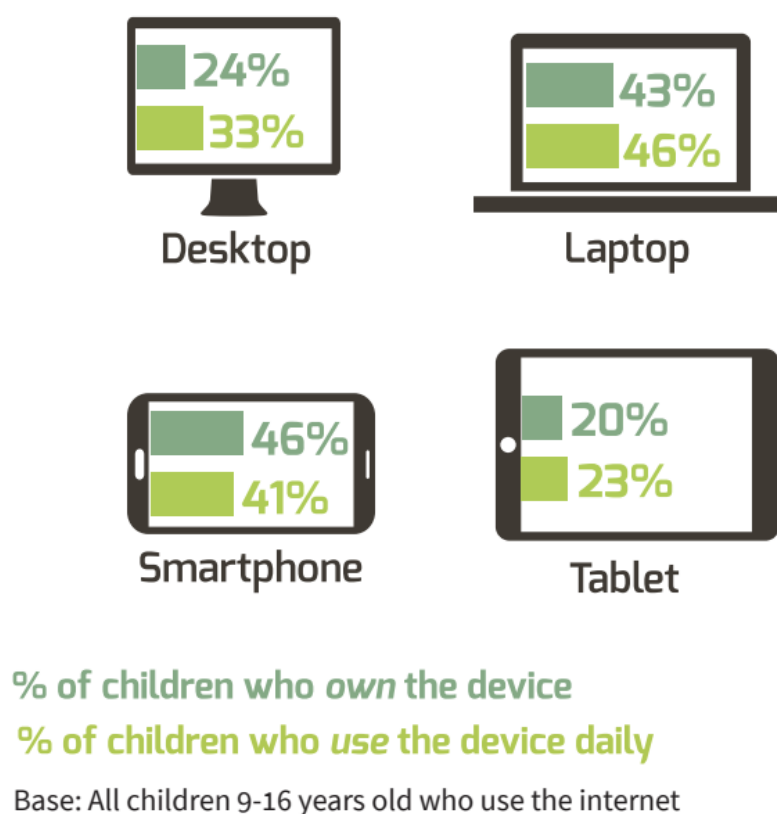 24%
33%
Desktop
43%
46%
Laptop
46%
41%
Smartphone
20%
23%
Tablet
% of children who own the device
% of children who use the device daily
Base: All children 9-16 years old who use the internet